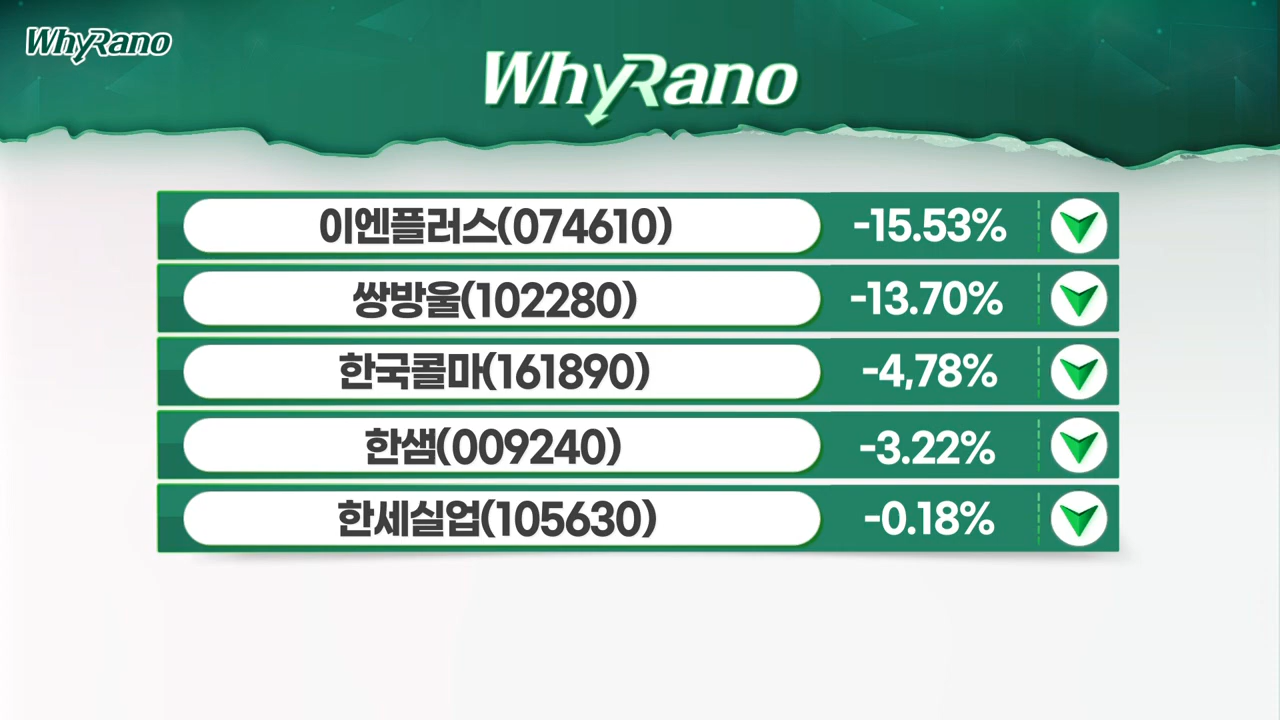 WhyRano
WhyRano
이엔플러스(074610) -15.53%
쌍방울(102280) -13.70%
한국콜마(161890) -4,78%
한샘(009240) -3.22%
한세실업(105630) -0.18%